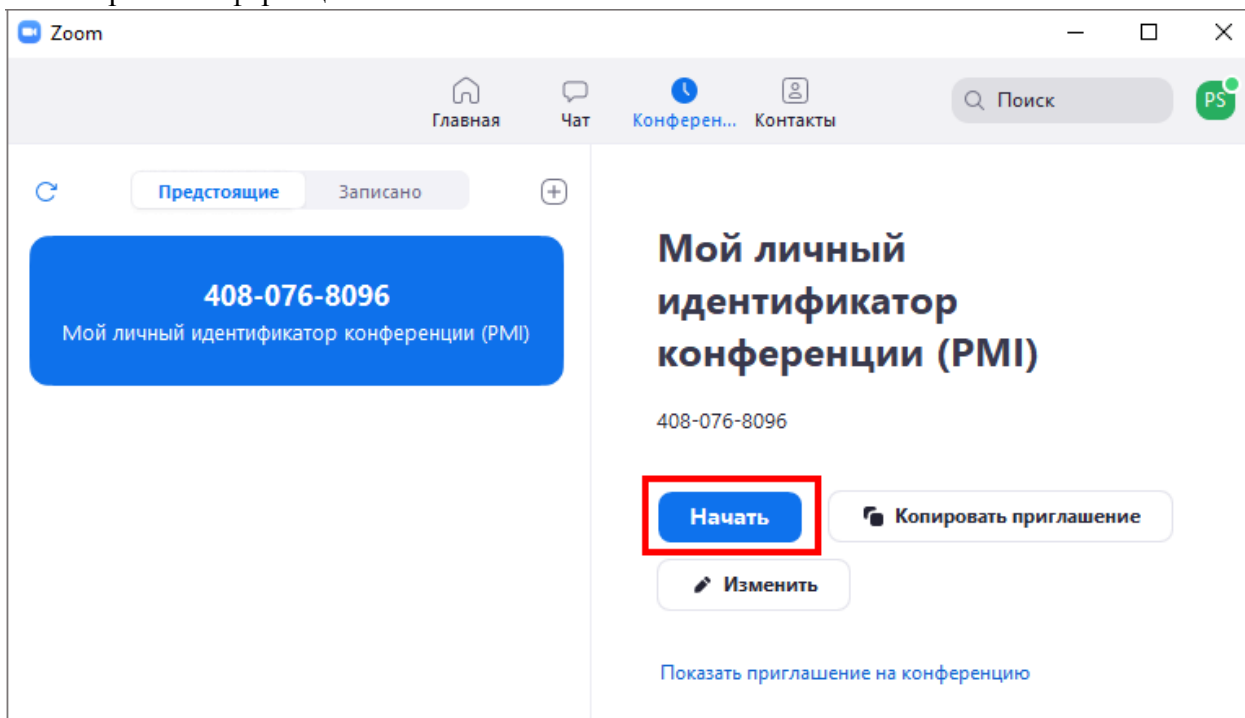 Zoom
Главная
Чат
Конферен...
Контакты
Поиск
PS
Предстоящие
Записано
408-076-8096
Мой личный идентификатор конференции (PMI)
Мой личный
идентификатор
конференции (PMI)
408-076-8096
Начать
Копировать приглашение
Изменить
Показать приглашение на конференцию